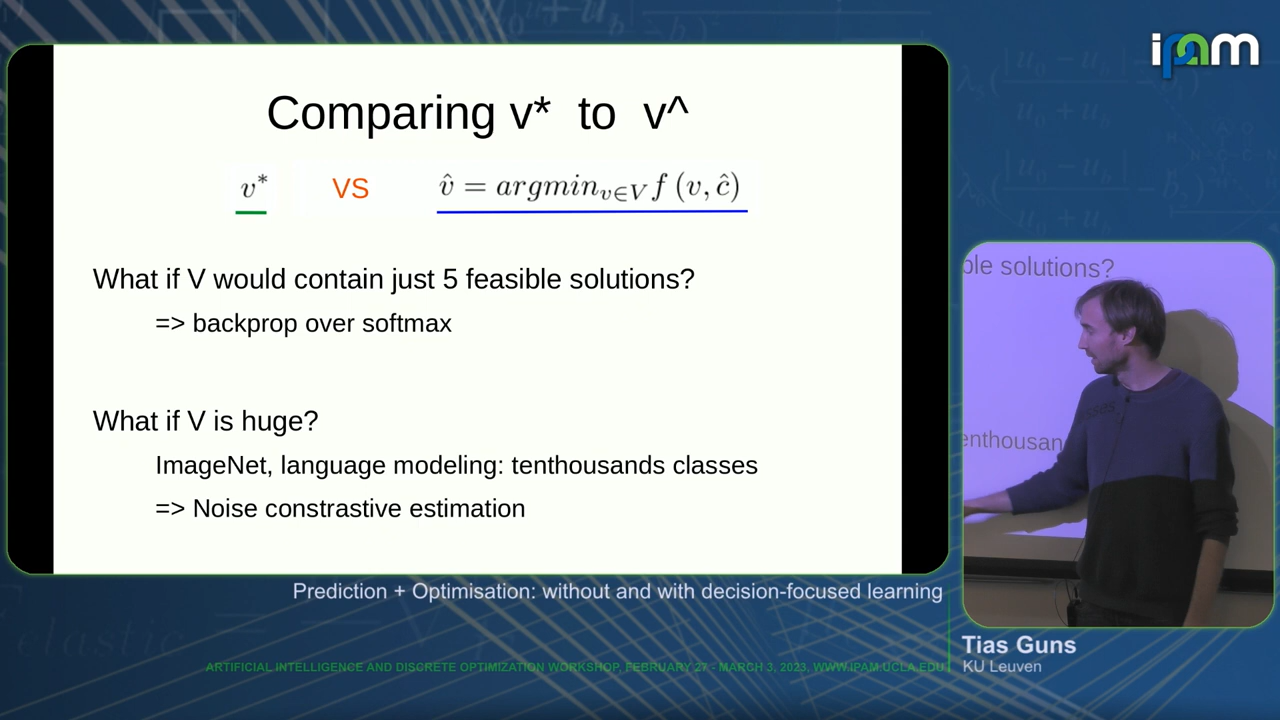 ipam
Comparing v* to v^
v* VS v̂ = argmin_{v∈V} f (v, ĉ)
What if V would contain just 5 feasible solutions?
=> backprop over softmax
What if V is huge?
ImageNet, language modeling: tenthousands classes
=> Noise constrastive estimation
ble solutions?
enthousan
Prediction + Optimisation: without and with decision-focused learning
Tias Guns
KU Leuven
ARTIFICIAL INTELLIGENCE AND DISCRETE OPTIMIZATION WORKSHOP, FEBRUARY 27 - MARCH 3, 2023, WWW.IPAM.UCLA.EDU
elastic